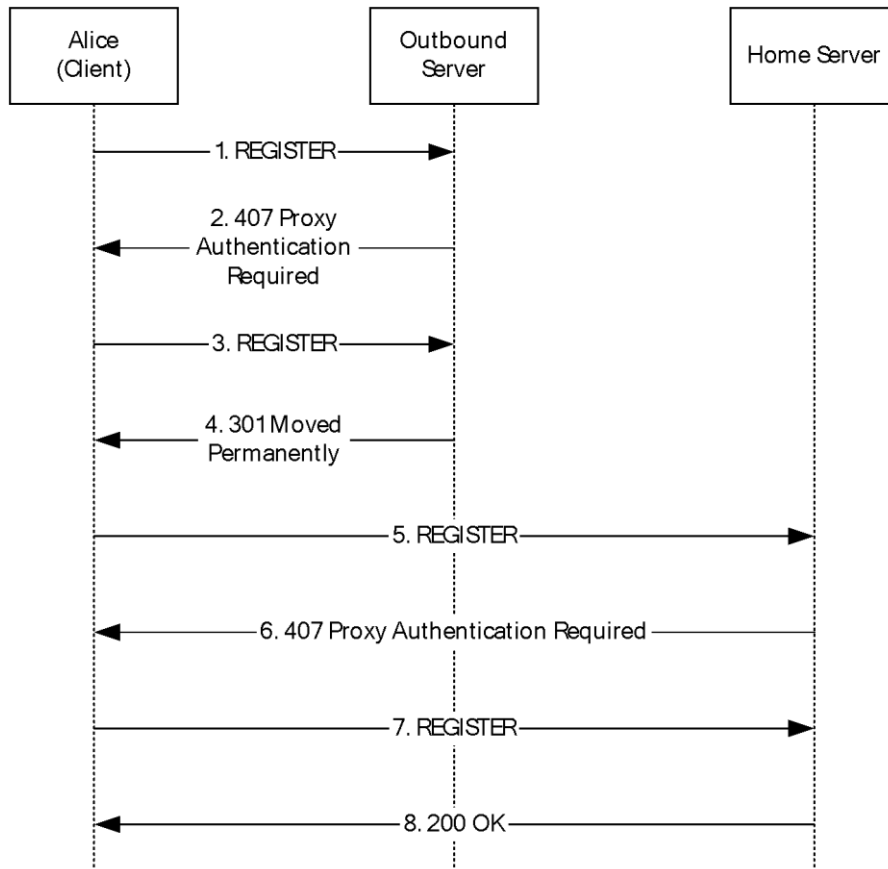 Alice
(Client)
Outbound
Server
Home Server
1. REGISTER
2. 407 Proxy
Authentication
Required
3. REGISTER
4. 301 Moved
Permanently
5. REGISTER
6. 407 Proxy Authentication Required
7. REGISTER
8. 200 OK